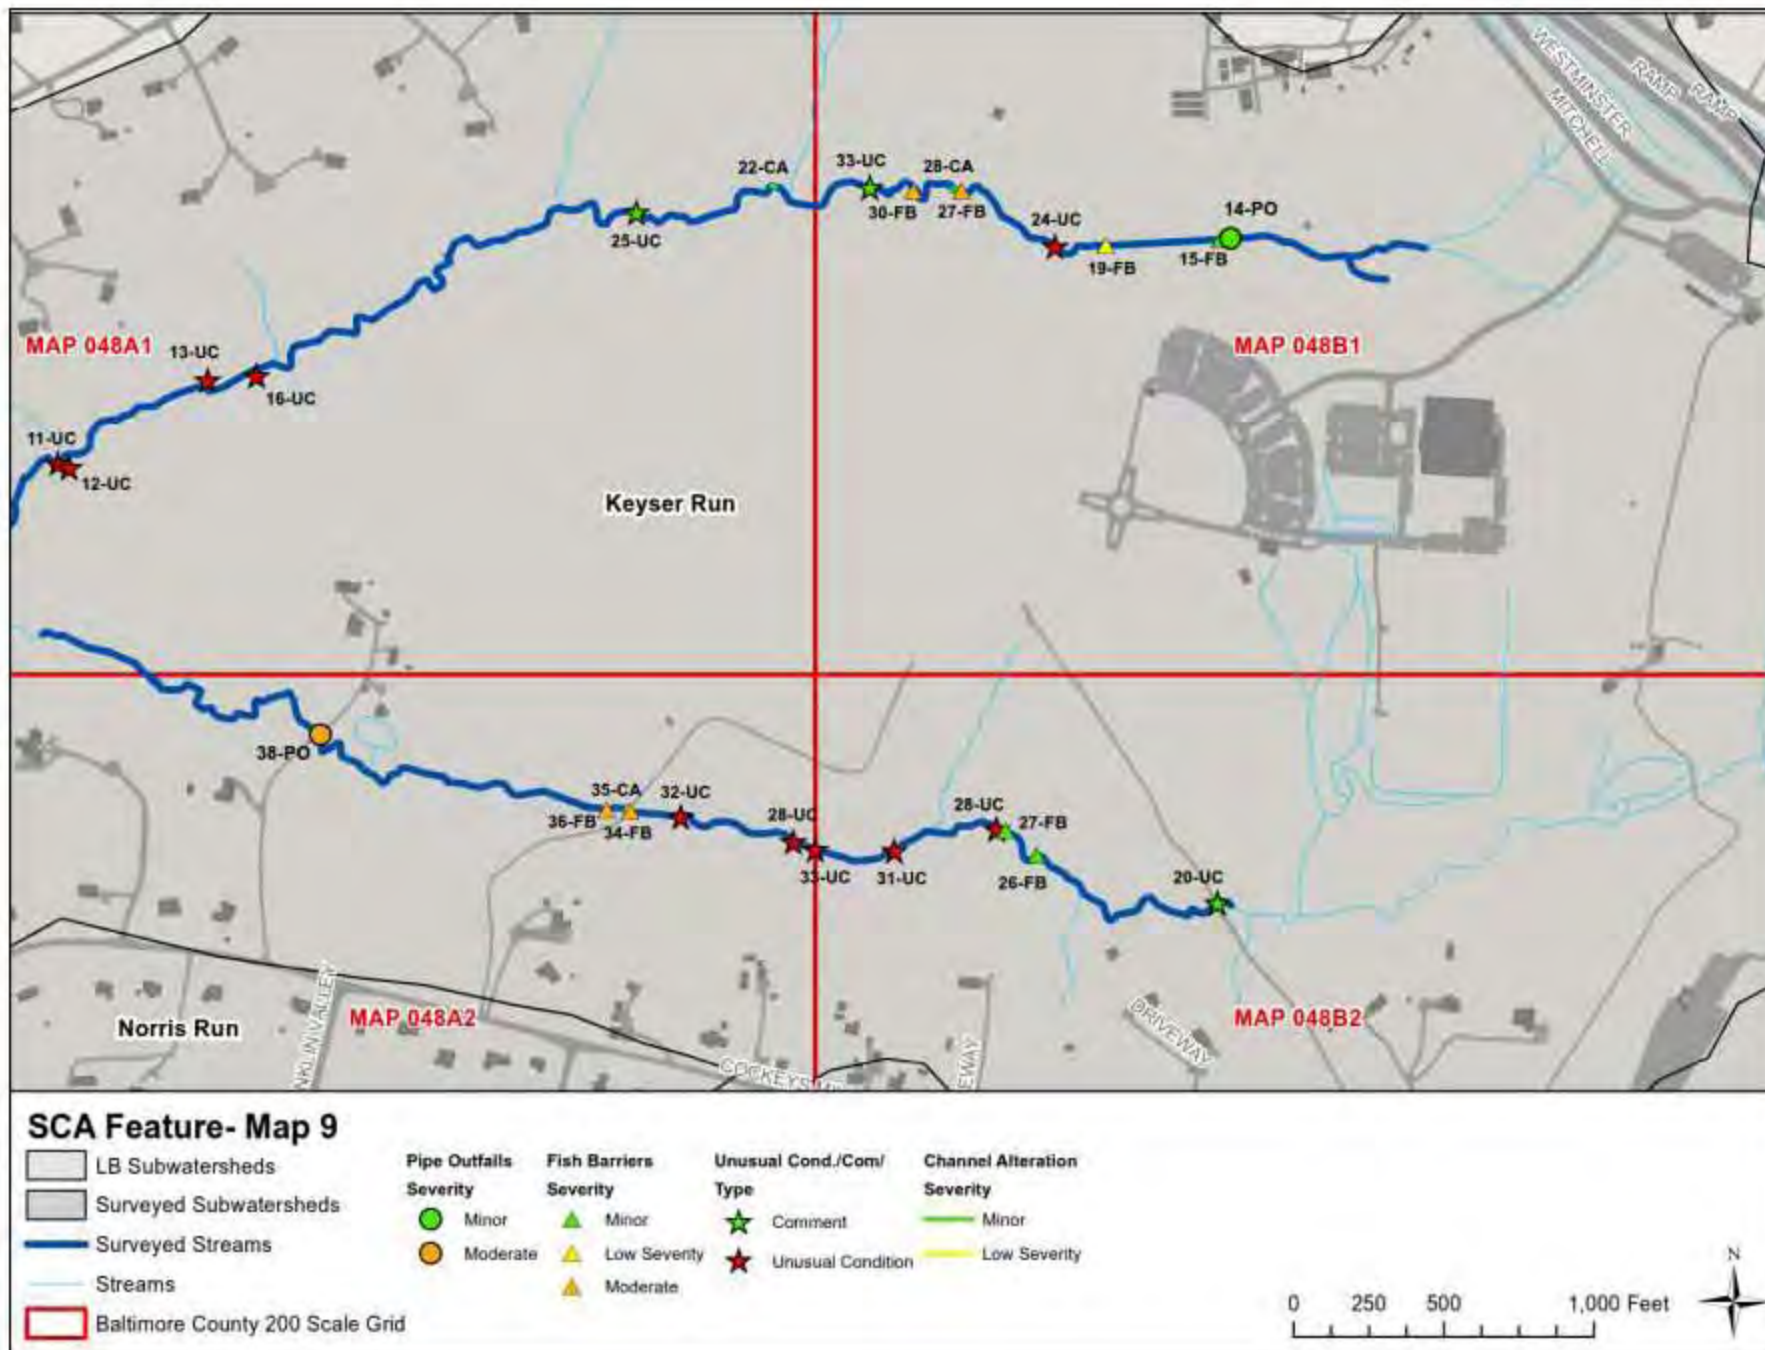 WESTMINSTER
RAMP
RAMP
MITCHELL
22-CA
33-UC
28-CA
30-FB
27-FB
25-UC
24-UC
14-PO
19-FB
15-FB
MAP 048A1
13-UC
MAP 048B1
16-UC
11-UC
12-UC
Keyser Run
38-PO
35-CA
32-UC
36-FB
34-FB
28-UC
28-UC
27-FB
33-UC
31-UC
26-FB
20-UC
NKLIN VALLEY
Norris Run
MAP 048A2
DRIVEWAY
MAP 048B2
EWAY
SCA Feature- Map 9
LB Subwatersheds
Surveyed Subwatersheds
Surveyed Streams
Streams
Baltimore County 200 Scale Grid
Pipe Outfalls
Severity
Minor
Moderate
Fish Barriers
Severity
Minor
Low Severity
Moderate
Unusual Cond./Com/
Type
Comment
Unusual Condition
Channel Alteration
Severity
Minor
Low Severity
0 250 500 1,000 Feet
N